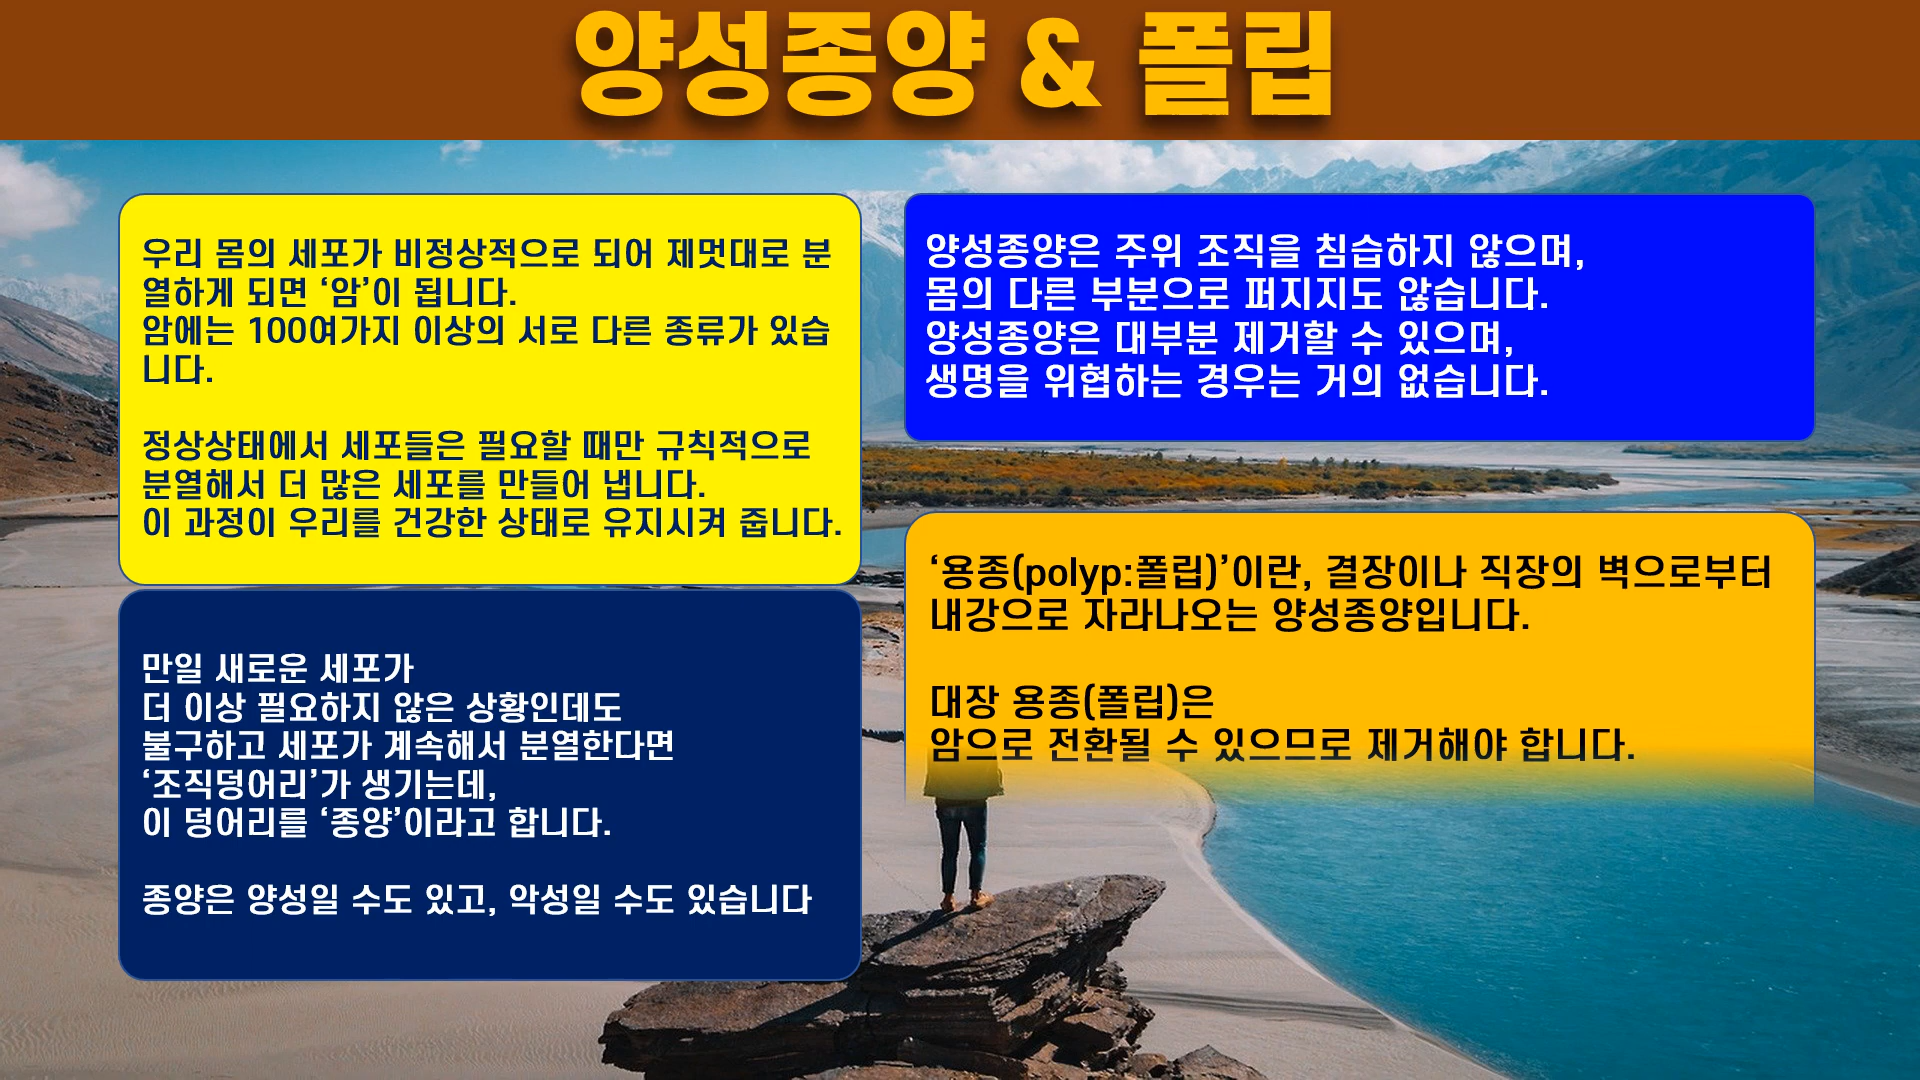 양성종양 & 폴립
우리 몸의 세포가 비정상적으로 되어 제멋대로 분
열하게 되면 ‘암’이 됩니다.
암에는 100여가지 이상의 서로 다른 종류가 있습
니다.
정상상태에서 세포들은 필요할 때만 규칙적으로
분열해서 더 많은 세포를 만들어 냅니다.
이 과정이 우리를 건강한 상태로 유지시켜 줍니다.
만일 새로운 세포가
더 이상 필요하지 않은 상황인데도
불구하고 세포가 계속해서 분열한다면
‘조직덩어리’가 생기는데,
이 덩어리를 ‘종양’이라고 합니다.
종양은 양성일 수도 있고, 악성일 수도 있습니다
양성종양은 주위 조직을 침습하지 않으며,
몸의 다른 부분으로 퍼지지도 않습니다.
양성종양은 대부분 제거할 수 있으며,
생명을 위협하는 경우는 거의 없습니다.
‘용종(polyp:폴립)’이란, 결장이나 직장의 벽으로부터
내강으로 자라나오는 양성종양입니다.
대장 용종(폴립)은
암으로 전환될 수 있으므로 제거해야 합니다.